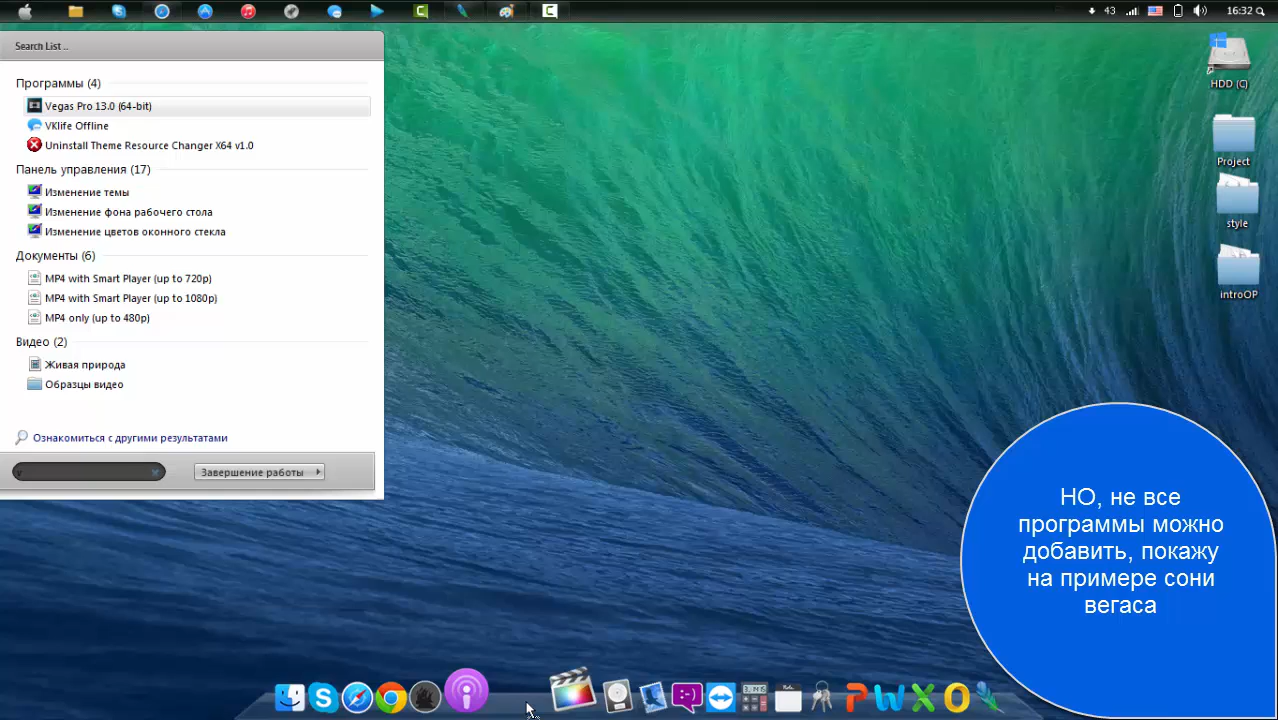 43
16:32
Search List ..
Программы (4)
Vegas Pro 13.0 (64-bit)
VKlife Offline
Uninstall Theme Resource Changer X64 v1.0
Панель управления (17)
Изменение темы
Изменение фона рабочего стола
Изменение цветов оконного стекла
Документы (6)
MP4 with Smart Player (up to 720p)
MP4 with Smart Player (up to 1080p)
MP4 only (up to 480p)
Видео (2)
Живая природа
Образцы видео
Ознакомиться с другими результатами
v
Завершение работы
HDD (C)
Project
style
introOP
НО, не все
программы можно
добавить, покажу
на примере сони
вегаса